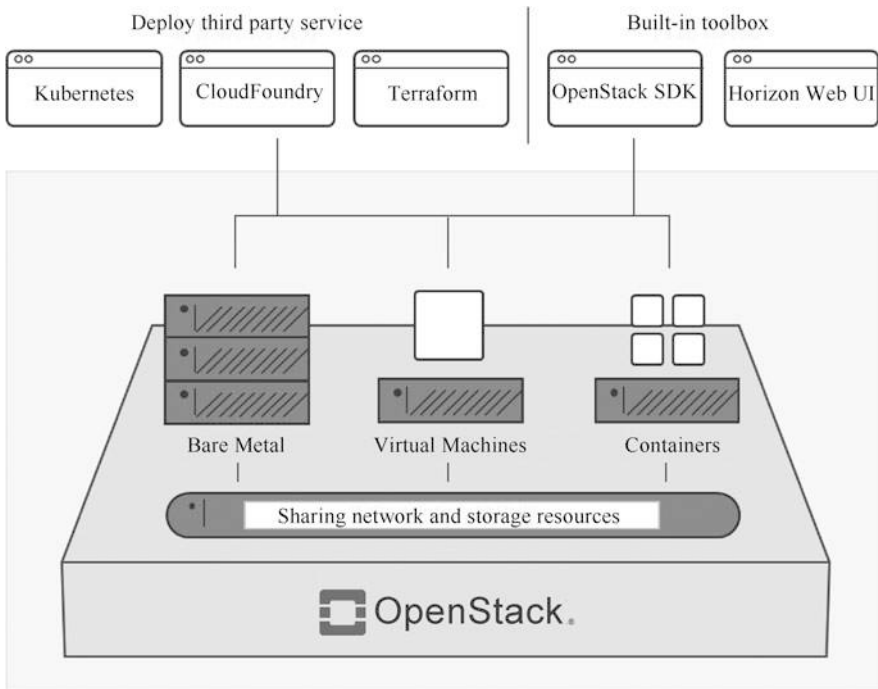 Deploy third party service
Built-in toolbox
Kubernetes
CloudFoundry
Terraform
OpenStack SDK
Horizon Web UI
Bare Metal
Virtual Machines
Containers
Sharing network and storage resources
OpenStack.